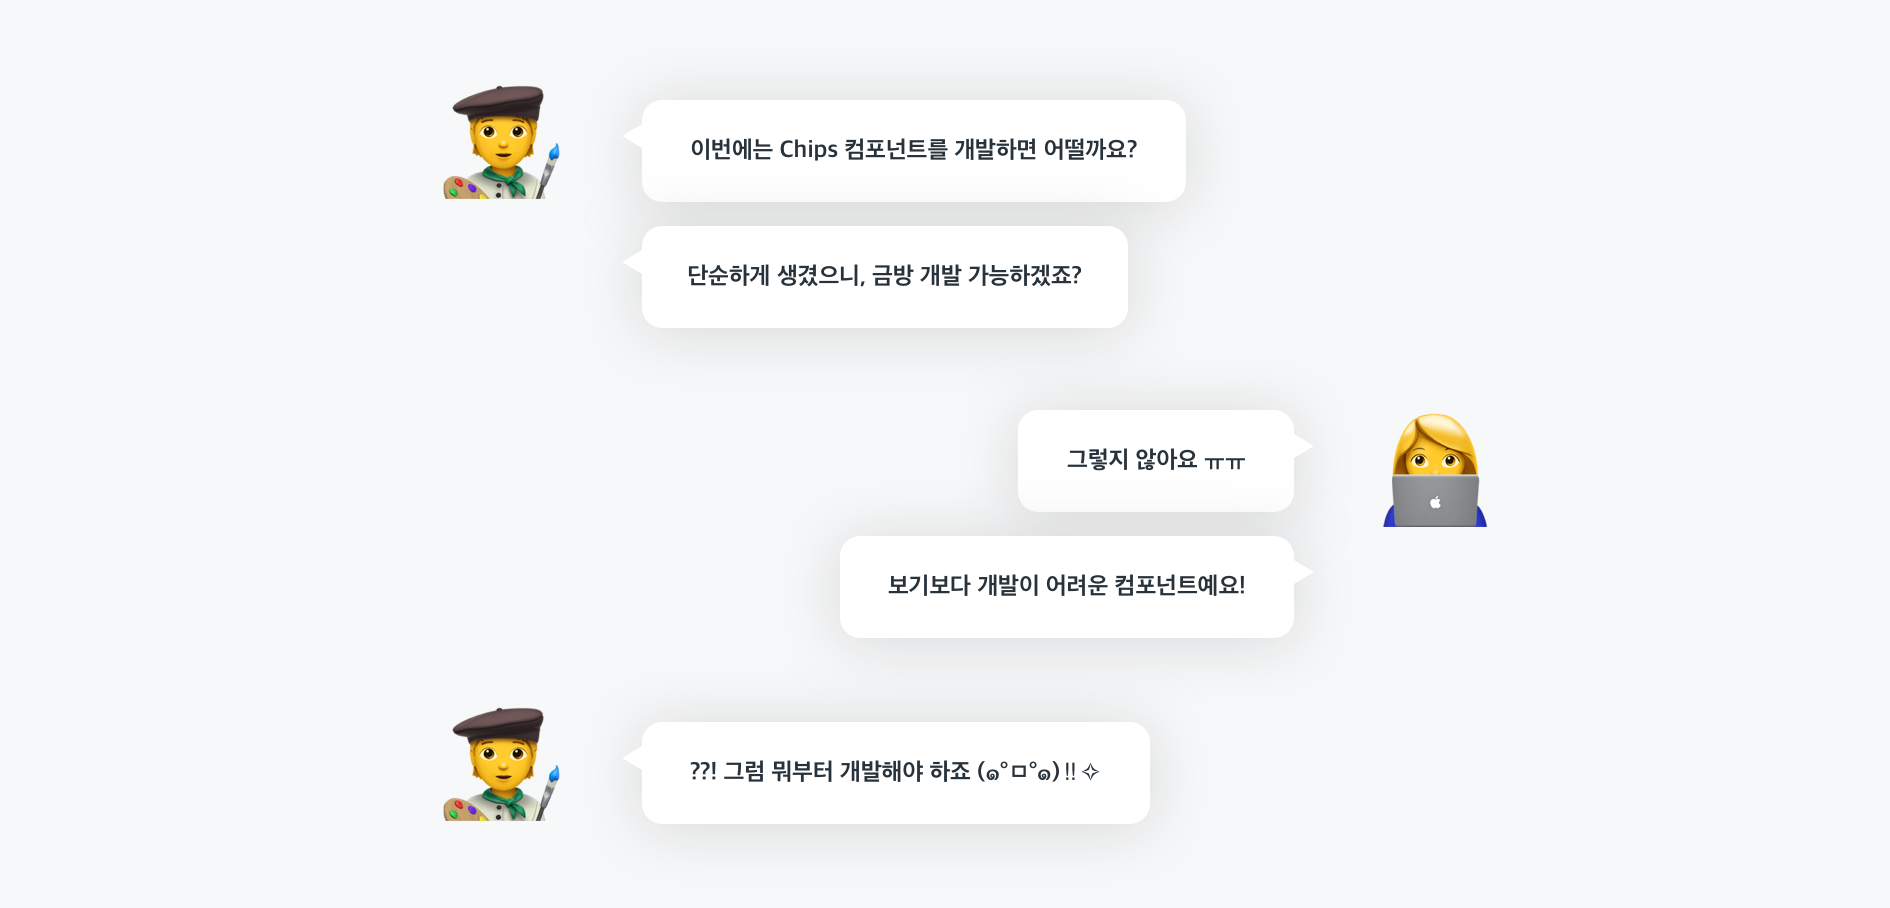 이번에는 Chips 컴포넌트를 개발하면 어떨까요?
단순하게 생겼으니, 금방 개발 가능하겠죠?
그렇지 않아요 ㅠㅠ
보기보다 개발이 어려운 컴포넌트예요!
??! 그럼 뭐부터 개발해야 하죠 (๑°ㅁ°๑)‼✧